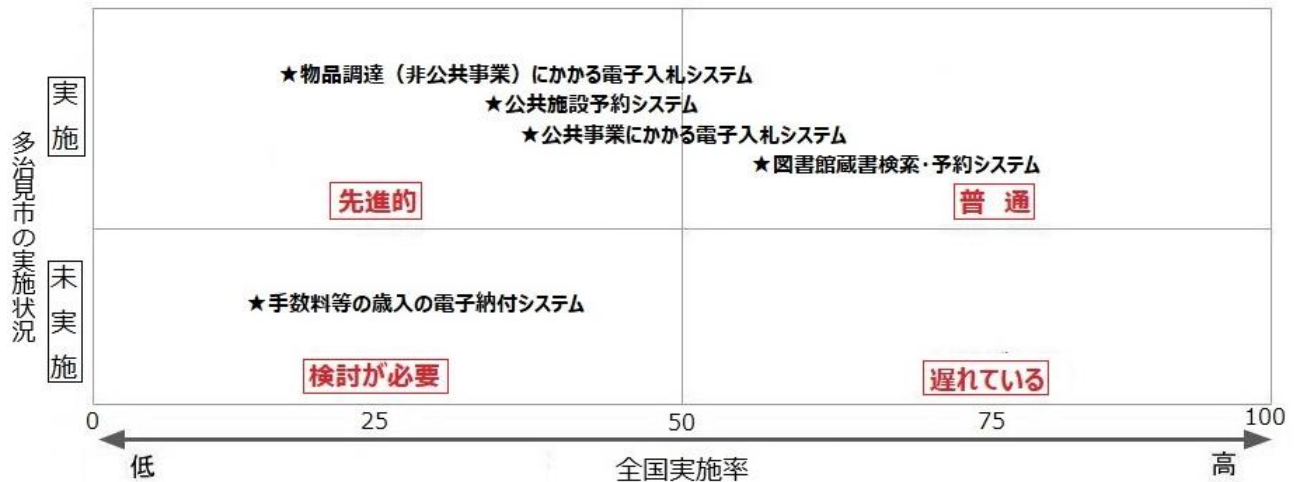 ★物品調達（非公共事業）にかかる電子入札システム
★公共施設予約システム
★公共事業にかかる電子入札システム
★図書館蔵書検索・予約システム
実施
先進的
普 通
多治見市の実施状況
★手数料等の歳入の電子納付システム
未実施
検討が必要
遅れている
0 25 50 75 100
低 全国実施率 高